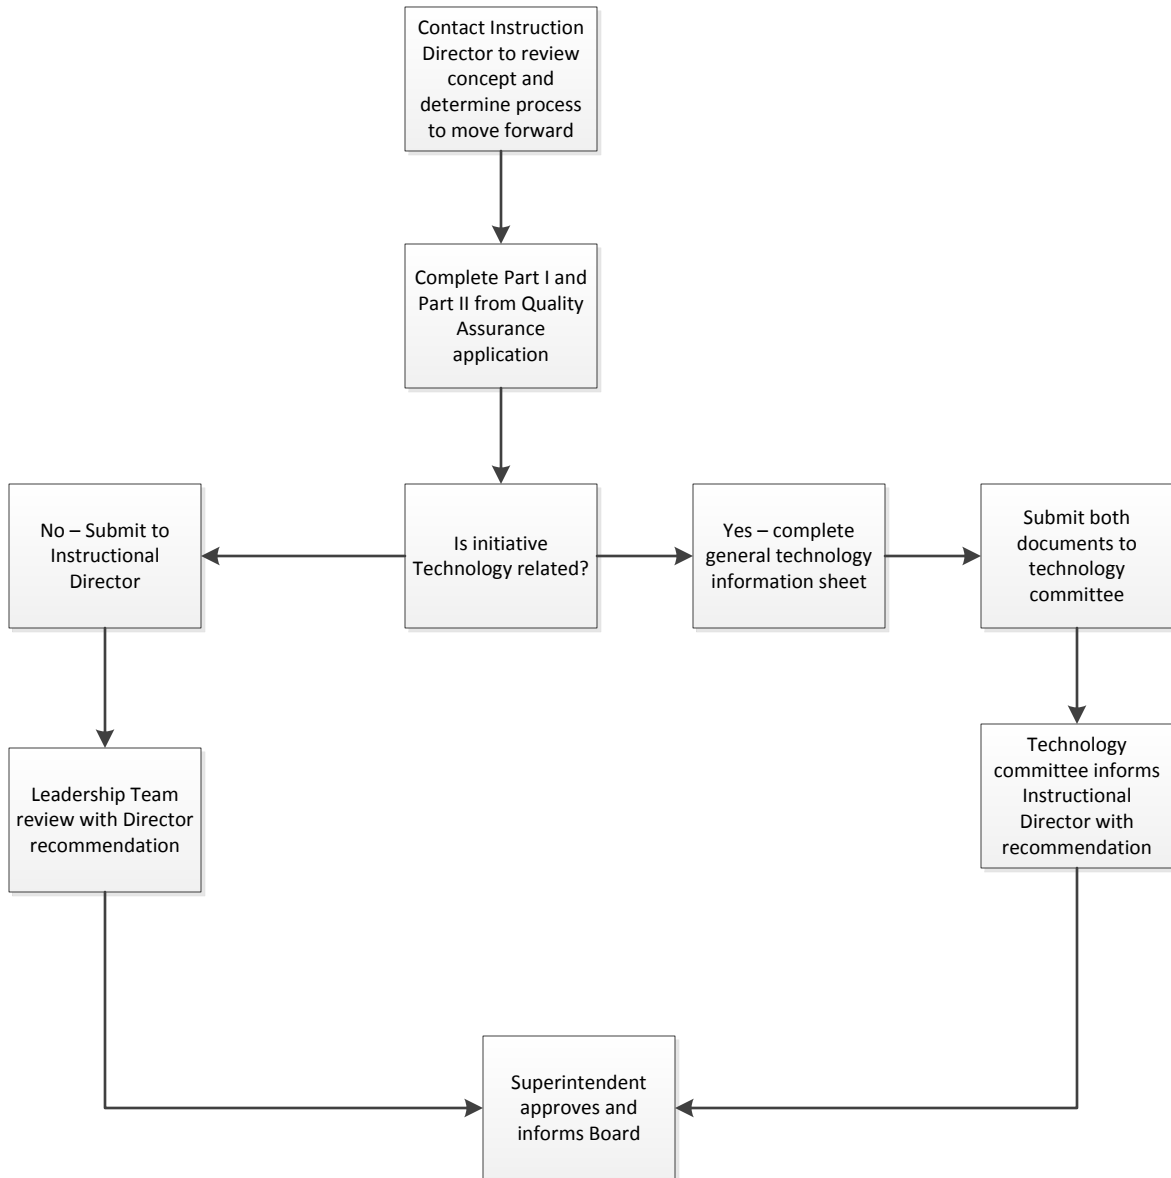 Contact Instruction
Director to review
concept and
determine process
to move forward
Complete Part I and
Part II from Quality
Assurance
application
No – Submit to
Instructional
Director
Is initiative
Technology related?
Yes – complete
general technology
information sheet
Submit both
documents to
technology
committee
Leadership Team
review with Director
recommendation
Technology
committee informs
Instructional
Director with
recommendation
Superintendent
approves and
informs Board